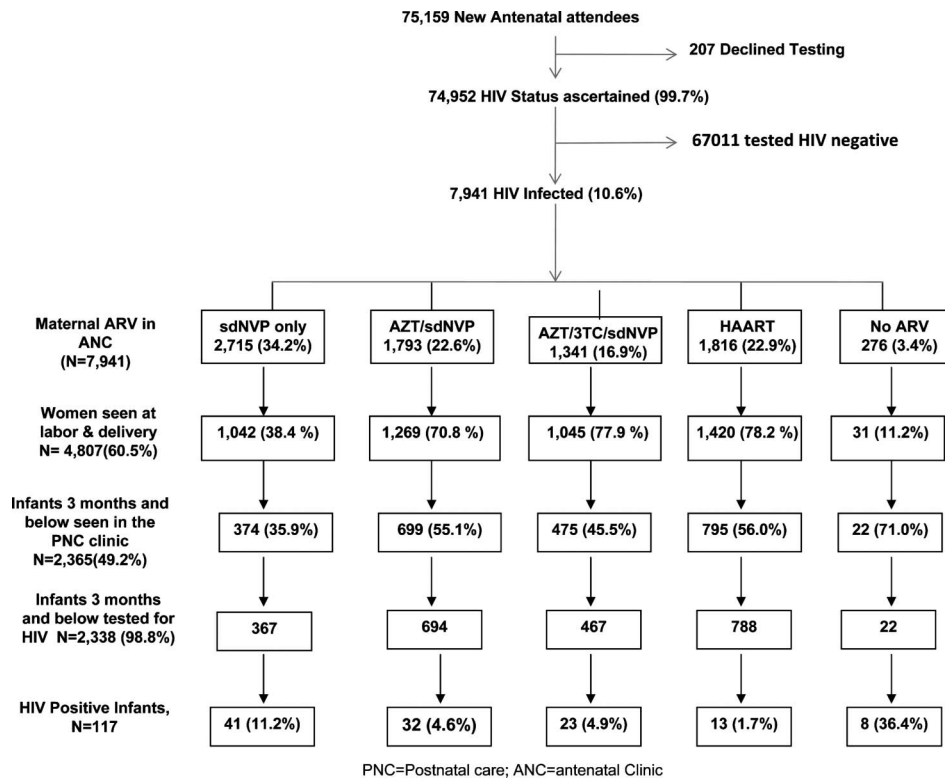 75,159 New Antenatal attendees
207 Declined Testing
74,952 HIV Status ascertained (99.7%)
67011 tested HIV negative
7,941 HIV Infected (10.6%)
Maternal ARV in
ANC
(N=7,941)
sdNVP only
2,715 (34.2%)
AZT/sdNVP
1,793 (22.6%)
AZT/3TC/sdNVP
1,341 (16.9%)
HAART
1,816 (22.9%)
No ARV
276 (3.4%)
Women seen at
labor & delivery
N= 4,807(60.5%)
1,042 (38.4 %)
1,269 (70.8 %)
1,045 (77.9 %)
1,420 (78.2 %)
31 (11.2%)
Infants 3 months and
below seen in the
PNC clinic
N=2,365(49.2%)
374 (35.9%)
699 (55.1%)
475 (45.5%)
795 (56.0%)
22 (71.0%)
Infants 3 months
and below tested for
HIV N=2,338 (98.8%)
367
694
467
788
22
HIV Positive Infants,
N=117
41 (11.2%)
32 (4.6%)
23 (4.9%)
13 (1.7%)
8 (36.4%)
PNC=Postnatal care; ANC=antenatal Clinic